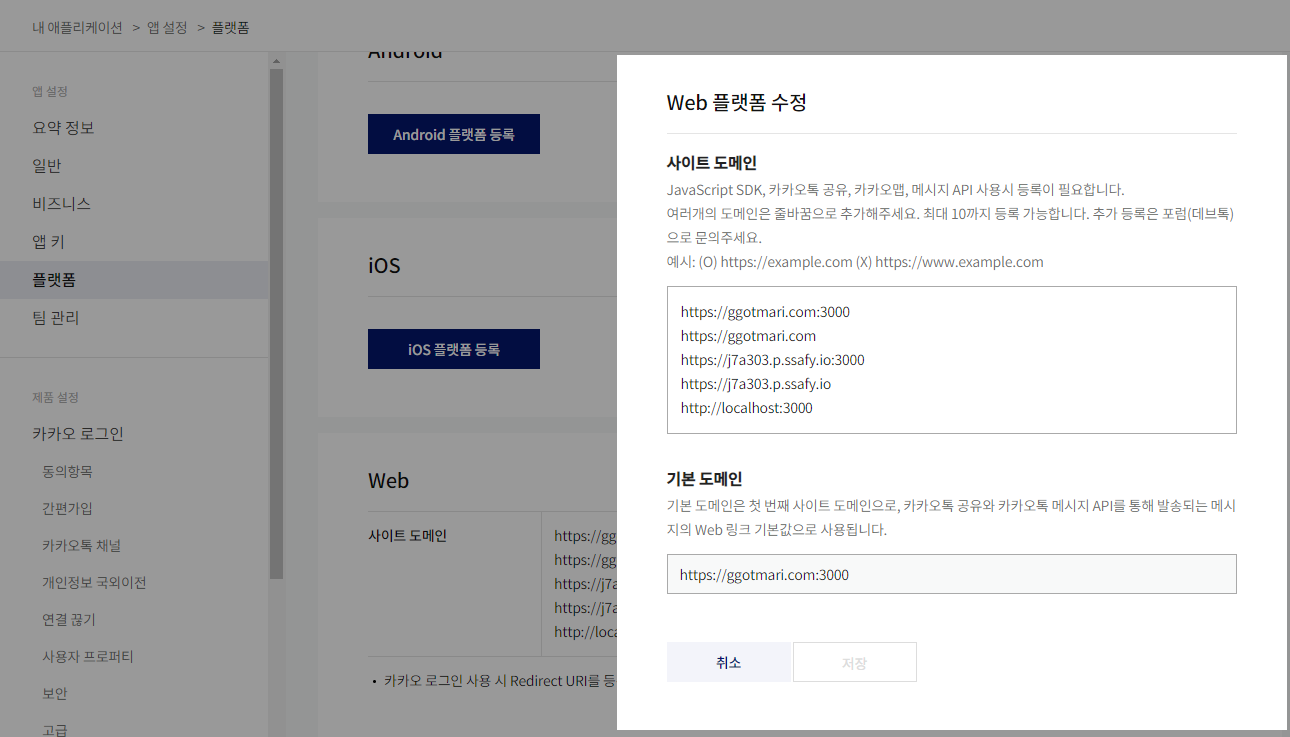 내 애플리케이션 > 앱 설정 > 플랫폼
앱 설정
요약 정보
일반
비즈니스
앱 키
플랫폼
팀 관리
제품 설정
카카오 로그인
동의항목
간편가입
카카오톡 채널
개인정보 국외이전
연결 끊기
사용자 프로퍼티
보안
고급
Android
Android 플랫폼 등록
iOS
iOS 플랫폼 등록
Web
사이트 도메인
https://gg
https://gg
https://j7a
https://j7a
http://loca
• 카카오 로그인 사용 시 Redirect URI를 등
Web 플랫폼 수정
사이트 도메인
JavaScript SDK, 카카오톡 공유, 카카오맵, 메시지 API 사용시 등록이 필요합니다.
여러개의 도메인은 줄바꿈으로 추가해주세요. 최대 10까지 등록 가능합니다. 추가 등록은 포럼(데브톡)
으로 문의주세요.
예시: (O) https://example.com (X) https://www.example.com
https://ggotmari.com:3000
https://ggotmari.com
https://j7a303.p.ssafy.io:3000
https://j7a303.p.ssafy.io
http://localhost:3000
기본 도메인
기본 도메인은 첫 번째 사이트 도메인으로, 카카오톡 공유와 카카오톡 메시지 API를 통해 발송되는 메시
지의 Web 링크 기본값으로 사용됩니다.
https://ggotmari.com:3000
취소
저장